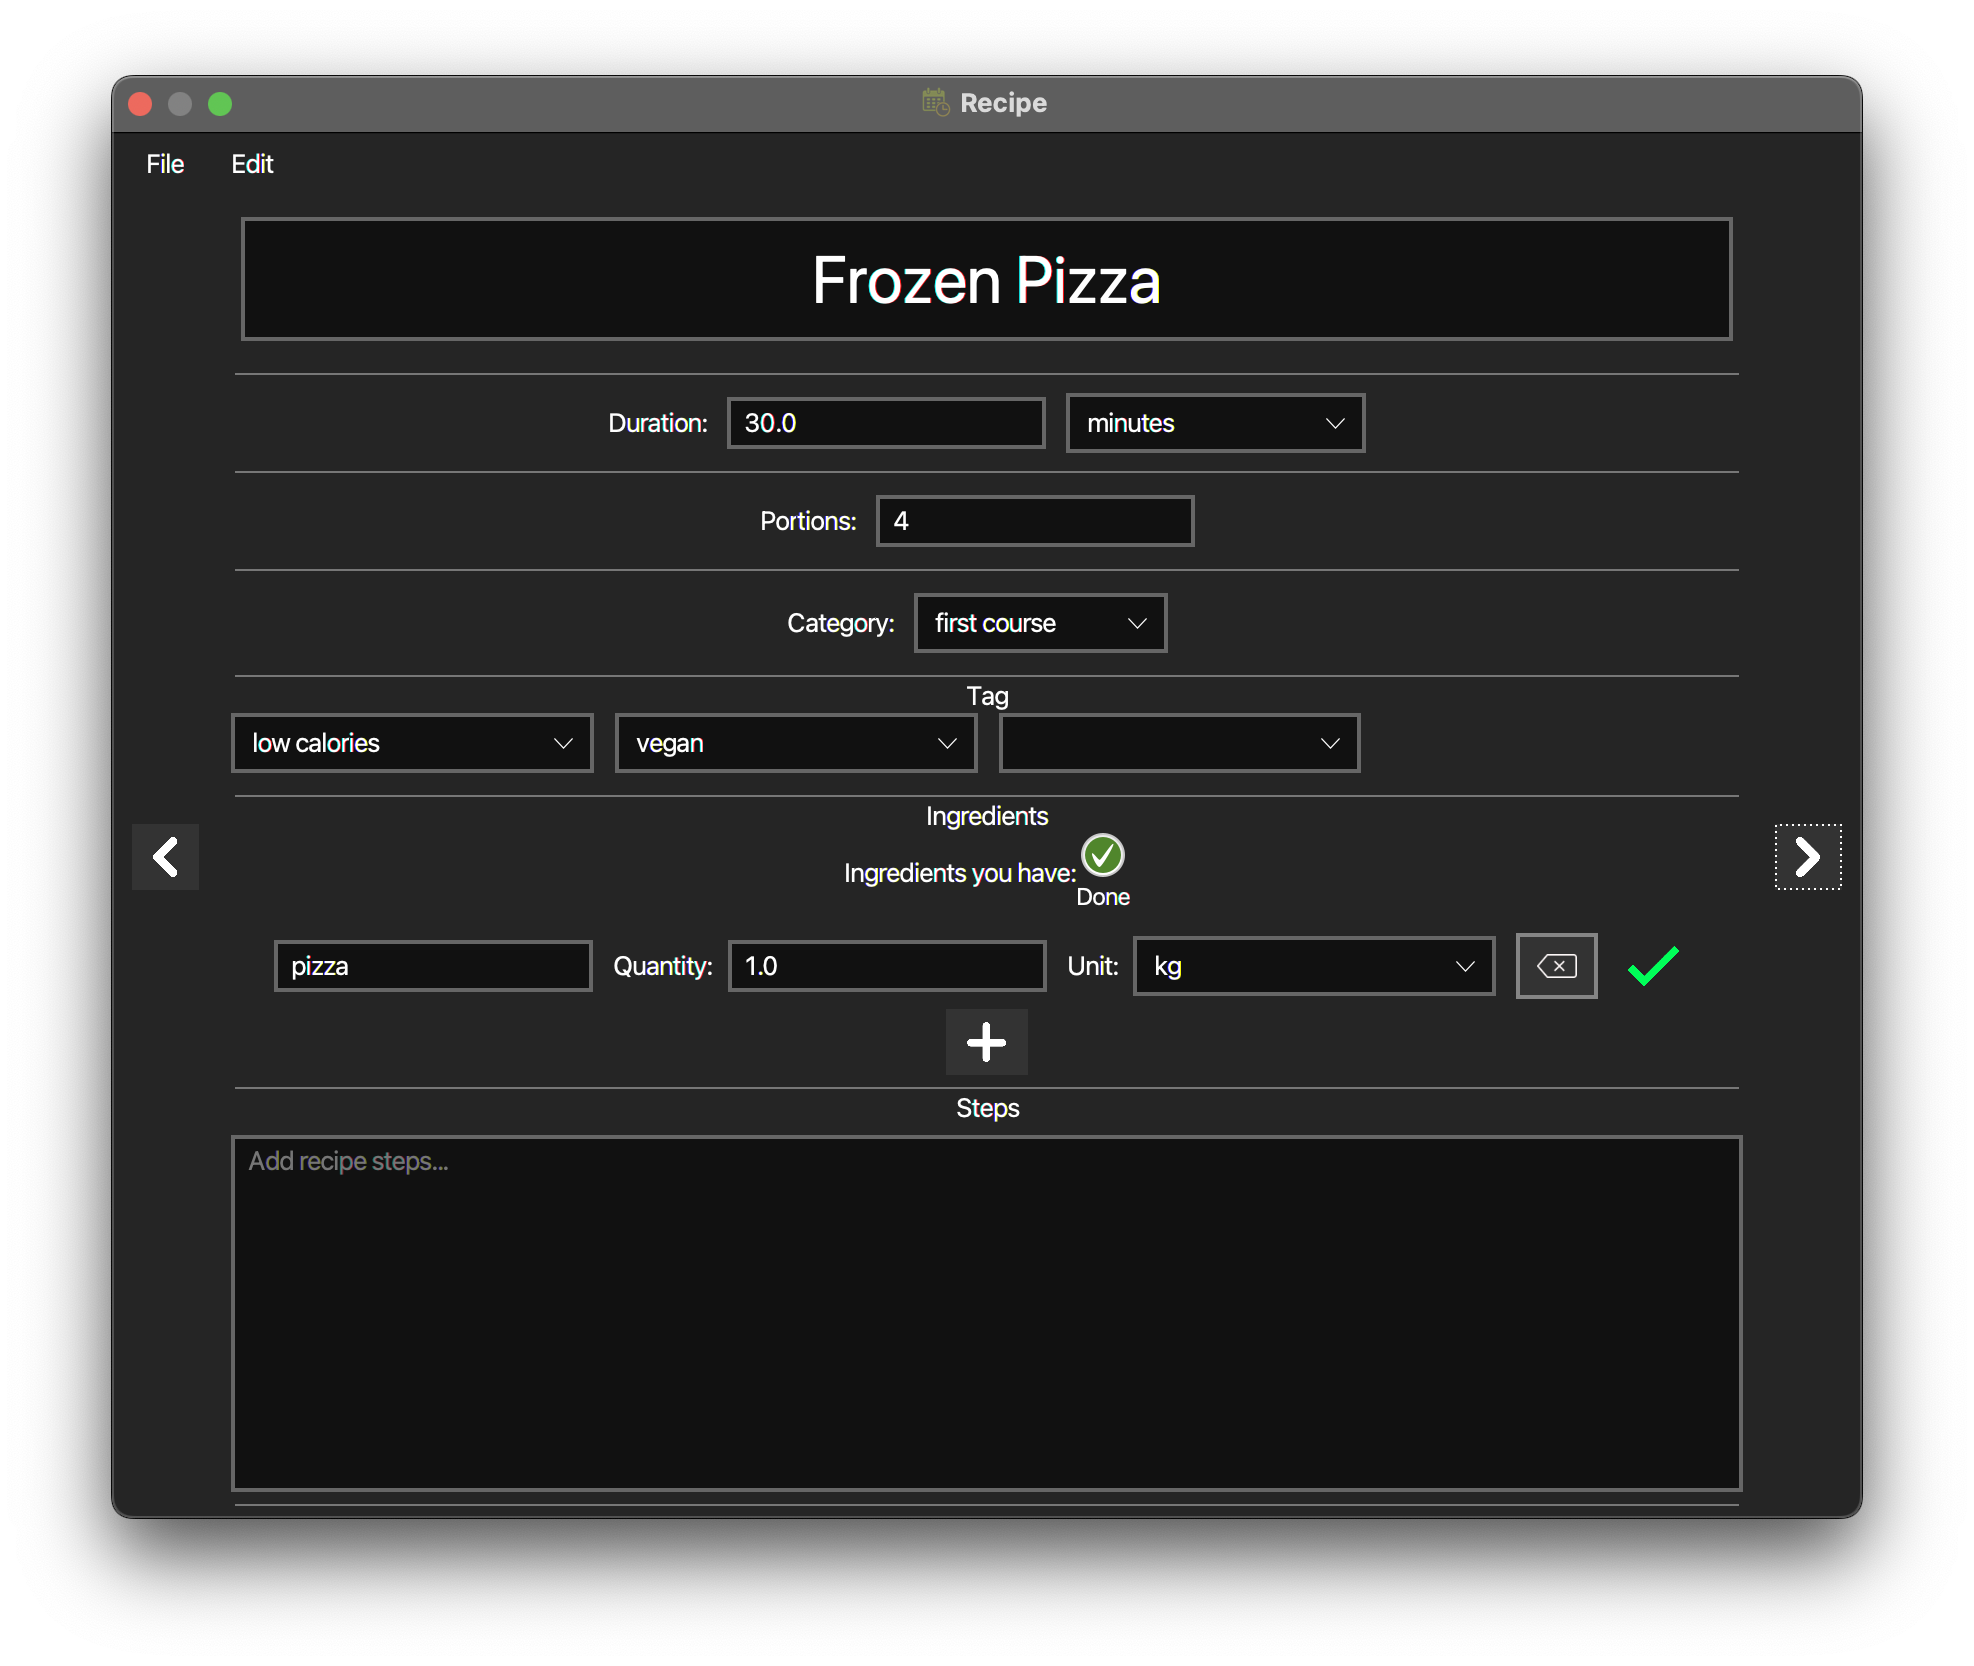 Recipe
File Edit
Frozen Pizza
Duration: 30.0 minutes
Portions: 4
Category: first course
Tag
low calories vegan
Ingredients
Ingredients you have:
Done
pizza Quantity: 1.0 Unit: kg
Steps
Add recipe steps...